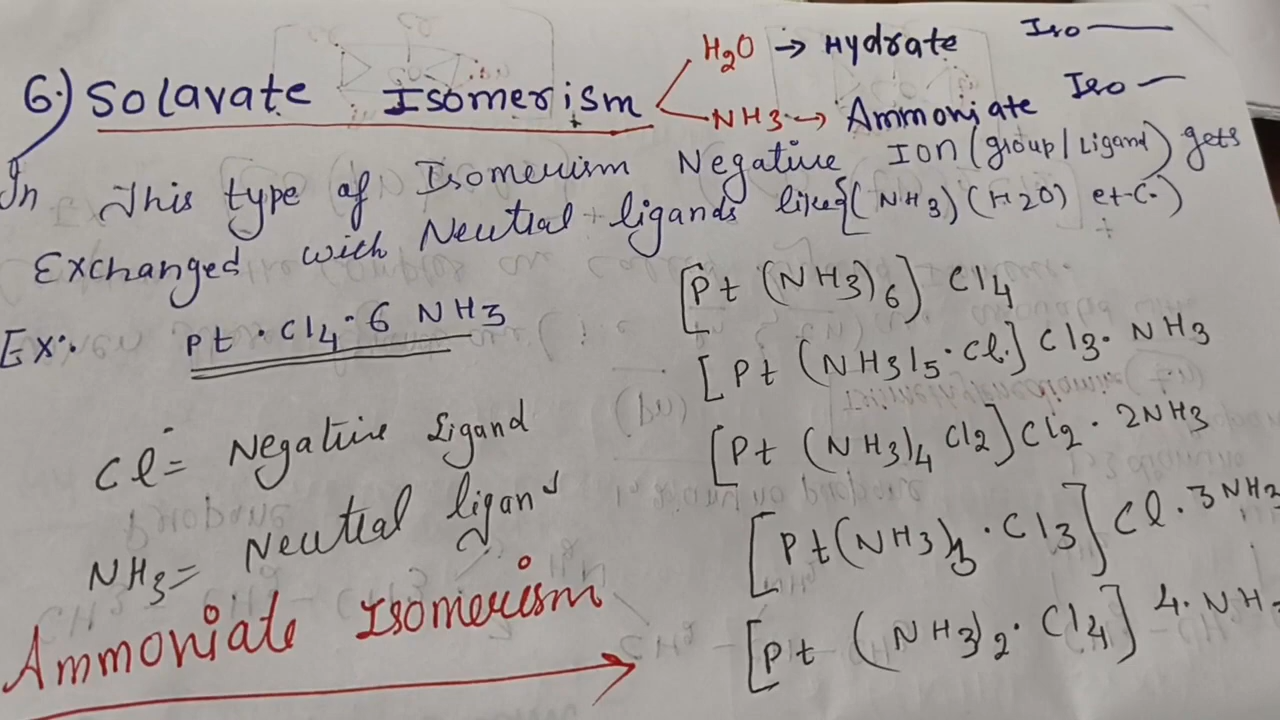 6.) Solavate Isomerism
H2O → Hydrate Iso
NH3 → Ammoniate Iso
In This type of Isomerism Negative ION (group/Ligand) gets
Exchanged with Neutral ligands like {(NH3) (H2O) etc.)
Ex:. Pt · Cl4 · 6 NH3
Cl⁻ = Negative Ligand
NH3 = Neutral ligand
Ammoniate Isomerism
[Pt (NH3)6] Cl4
[Pt (NH3)5 · Cl.] Cl3 · NH3
[Pt (NH3)4 Cl2] Cl2 · 2NH3
[Pt (NH3)3 · Cl3] Cl · 3NH3
[Pt (NH3)2 · Cl4] 4 · NH3